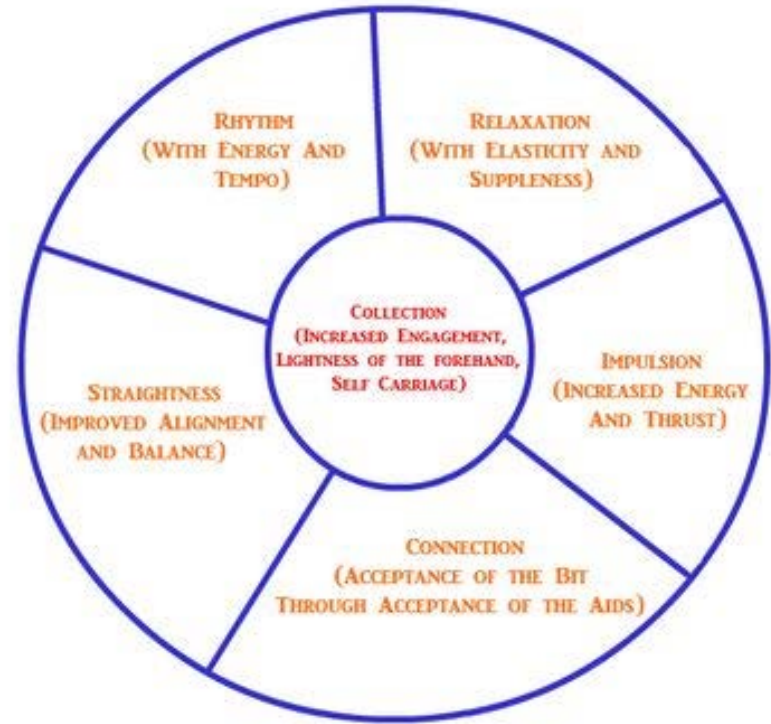 Rhythm
(With Energy And
Tempo)
Relaxation
(With Elasticity and
Suppleness)
Collection
(Increased Engagement,
Lightness of the forehand,
Self Carriage)
Straightness
(Improved Alignment
and Balance)
Impulsion
(Increased Energy
And Thrust)
Connection
(Acceptance of the Bit
Through Acceptance of the Aids)